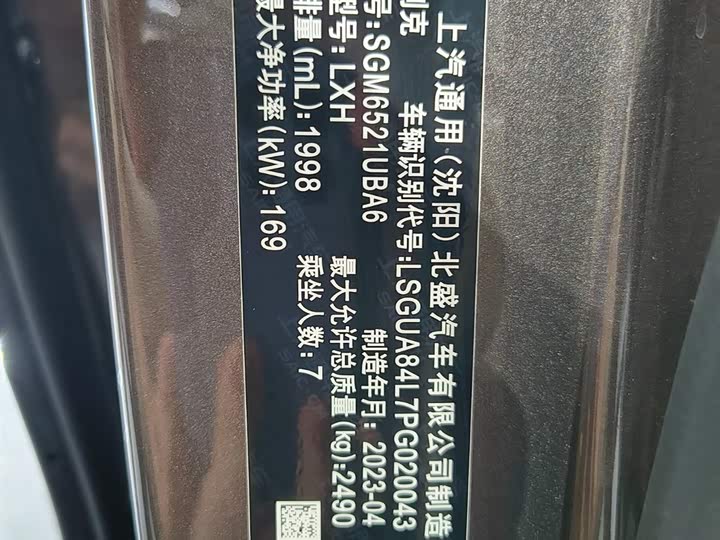 上汽通用(沈阳)北盛汽车有限公司制造
别克
车辆识别代号:LSGUA84L7PG020043
号:SGM6521UBA6
制造年月: 2023-04
型号: LXH
最大允许总质量(kg):2490
排量(mL):1998
乘坐人数: 7
最大净功率(kW): 169